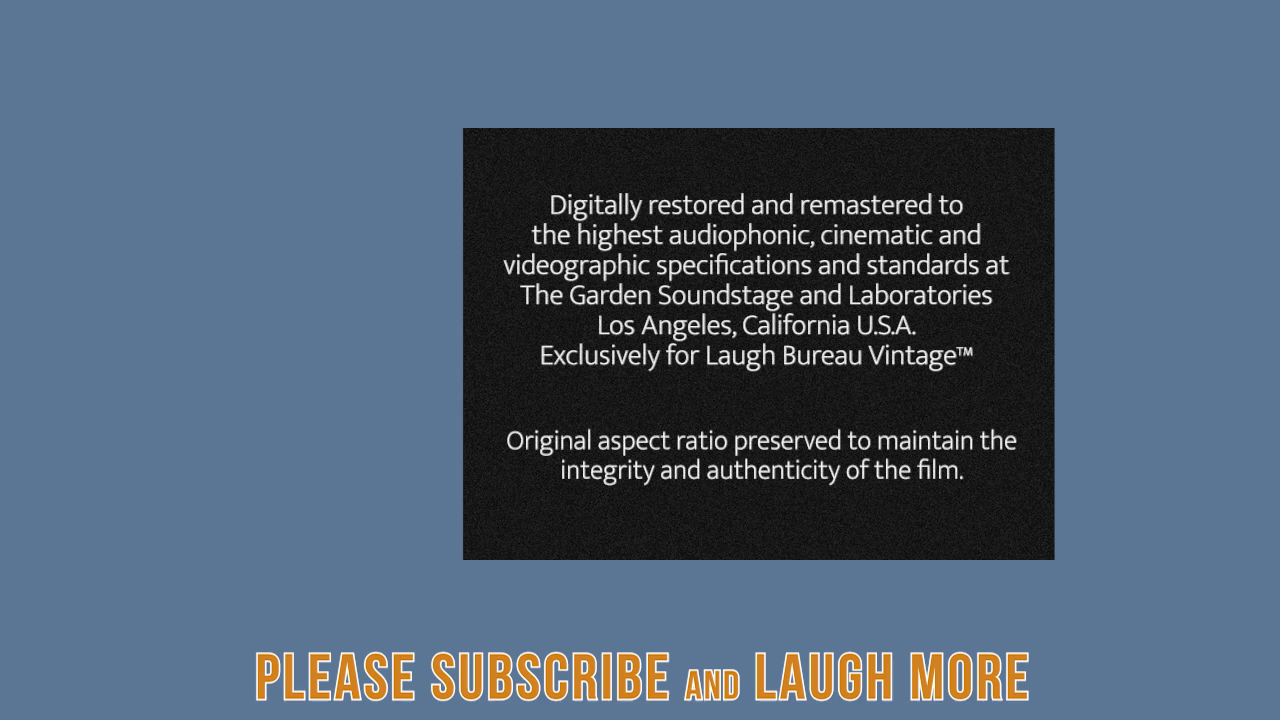 Digitally restored and remastered to
the highest audiophonic, cinematic and
videographic specifications and standards at
The Garden Soundstage and Laboratories
Los Angeles, California U.S.A.
Exclusively for Laugh Bureau Vintage™
Original aspect ratio preserved to maintain the
integrity and authenticity of the film.
PLEASE SUBSCRIBE AND LAUGH MORE